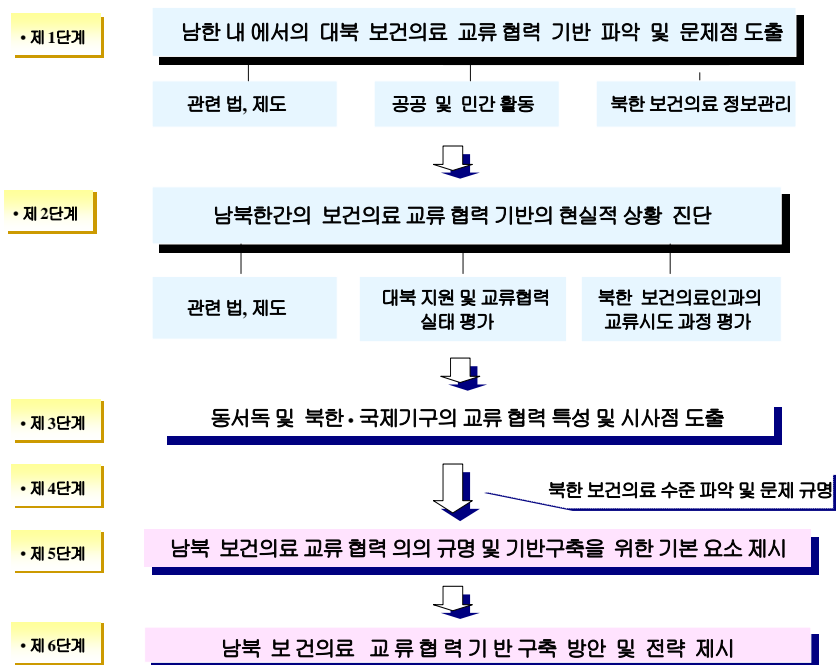 • 제 1단계
남한 내 에서의 대북 보건의료 교류 협력 기반 파악 및 문제점 도출
관련 법, 제도
공공 및 민간 활동
북한 보건의료 정보관리
• 제 2단계
남북한간의 보건의료 교류 협력 기반의 현실적 상황 진단
관련 법, 제도
대북 지원 및 교류협력
실태 평가
북한 보건의료인과의
교류시도 과정 평가
• 제 3단계
동서독 및 북한 • 국제기구의 교류 협력 특성 및 시사점 도출
• 제 4단계
북한 보건의료 수준 파악 및 문제 규명
• 제 5단계
남북 보건의료 교류 협력 의의 규명 및 기반구축을 위한 기본 요소 제시
• 제 6단계
남북 보건의료 교류협력기반구축 방안 및 전략 제시